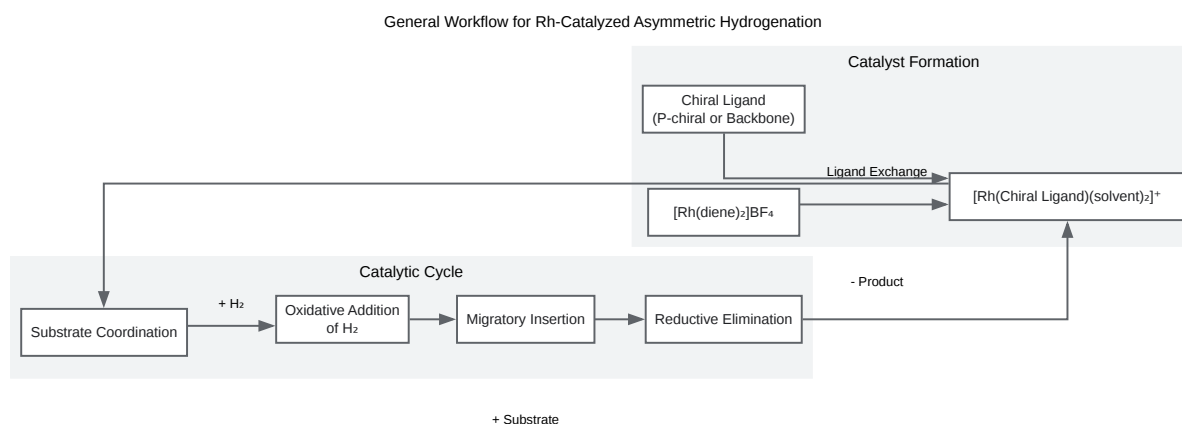 General Workflow for Rh-Catalyzed Asymmetric Hydrogenation
Catalyst Formation
Chiral Ligand
(P-chiral or Backbone)
Ligand Exchange
[Rh(Chiral Ligand)(solvent)₂]⁺
[Rh(diene)₂]BF₄
Catalytic Cycle
- Product
+ H₂
Substrate Coordination
Oxidative Addition
of H₂
Migratory Insertion
Reductive Elimination
+ Substrate